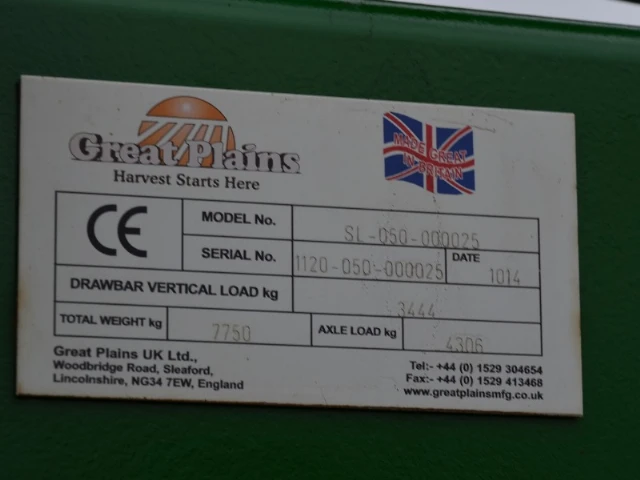 Great Plains
Harvest Starts Here
MADE GREAT
IN BRITAIN
CE
MODEL No. SL-050-000025
SERIAL No. 1120-050-000025 DATE 1014
DRAWBAR VERTICAL LOAD kg 3444
TOTAL WEIGHT kg 7750 AXLE LOAD kg 4306
Great Plains UK Ltd.,
Woodbridge Road, Sleaford,
Lincolnshire, NG34 7EW, England
Tel:- +44 (0) 1529 304654
Fax:- +44 (0) 1529 413468
www.greatplainsmfg.co.uk